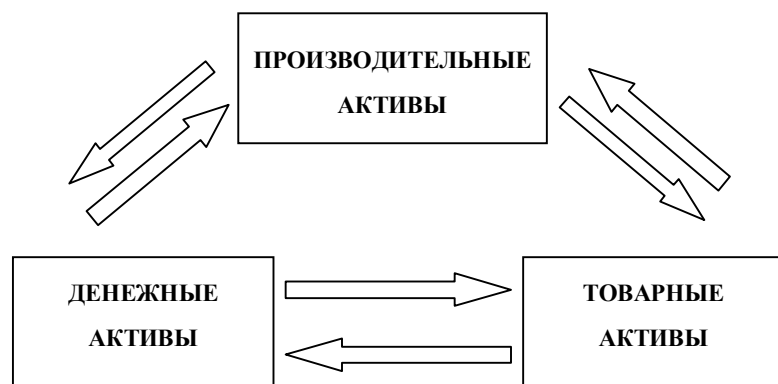 ПРОИЗВОДИТЕЛЬНЫЕ
АКТИВЫ
ДЕНЕЖНЫЕ
АКТИВЫ
ТОВАРНЫЕ
АКТИВЫ